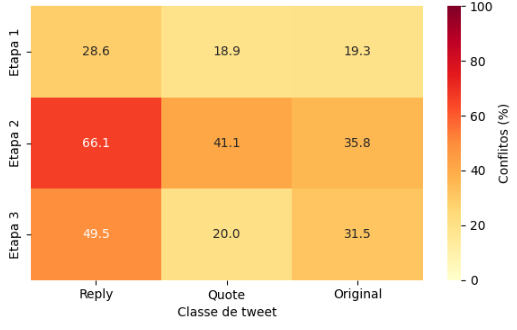 Etapa 1
28.6 18.9 19.3
Etapa 2
66.1 41.1 35.8
Etapa 3
49.5 20.0 31.5
Reply Quote Original
Classe de tweet
100
80
60
40
20
0
Conflitos (%)